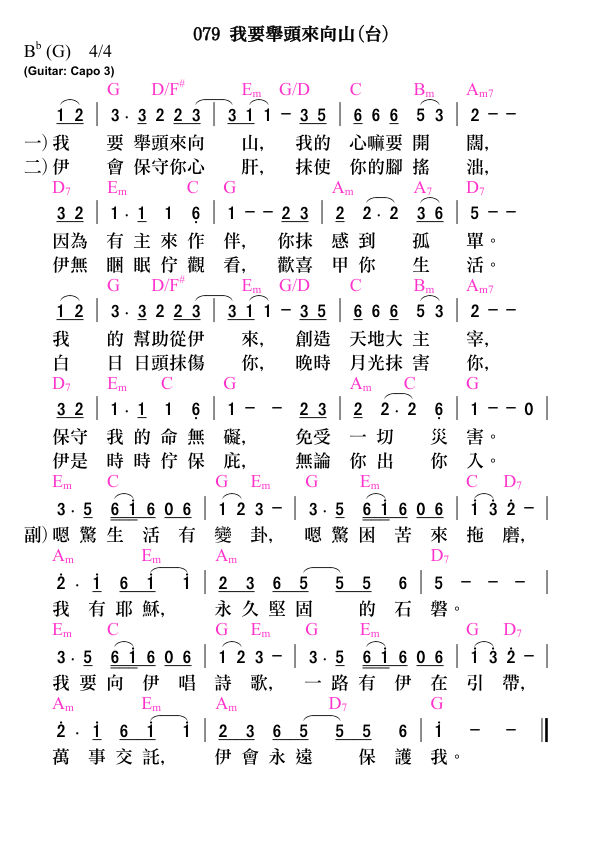 079 我要舉頭來向山(台)
B♭ (G) 4/4
(Guitar: Capo 3)
G D/F# Em G/D C Bm Am7
1 2 | 3 · 3 2 2 3 | 3 1 1 - 3 5 | 6 6 6 5 3 | 2 - -
一)我 要 舉頭來向 山, 我的 心嘛要 開 闊,
二)伊 會 保守你心 肝, 抹使 你的腳 搖 泏,
D7 Em C G Am A7 D7
3 2 | 1 · 1 1 6 | 1 - - 2 3 | 2 2 · 2 3 6 | 5 - -
因為 有 主 來 作 伴, 你抹 感 到 孤 單。
伊無 睏 眠 佇 觀 看, 歡喜 甲 你 生 活。
G D/F# Em G/D C Bm Am7
1 2 | 3 · 3 2 2 3 | 3 1 1 - 3 5 | 6 6 6 5 3 | 2 - -
我 的 幫助從伊 來, 創造 天地大 主 宰,
白 日 日頭抹傷 你, 晚時 月光抹 害 你,
D7 Em C G Am C G
3 2 | 1 · 1 1 6 | 1 - - 2 3 | 2 2 · 2 6 | 1 - - 0 |
保守 我 的 命 無 礙, 免受 一 切 災 害。
伊是 時 時 佇 保 庇, 無論 你 出 你 入。
Em C G Em G Em C D7
3 · 5 6 1 6 0 6 | 1 2 3 - | 3 · 5 6 1 6 0 6 | 1 3 2 -
副)嗯 驚 生 活 有 變 卦, 嗯 驚 困 苦 來 拖 磨,
Am Em Am D7
2 · 1 6 1 1 | 2 3 6 5 5 5 6 | 5 - - -
我 有 耶 穌, 永 久 堅 固 的 石 磐。
Em C G Em G Em G D7
3 · 5 6 1 6 0 6 | 1 2 3 - | 3 · 5 6 1 6 0 6 | 1 3 2 -
我 要 向 伊 唱 詩 歌, 一 路 有 伊 在 引 帶,
Am Em Am D7 G
2 · 1 6 1 1 | 2 3 6 5 5 5 6 | 1 - - ||
萬 事 交 託, 伊 會 永 遠 保 護 我。